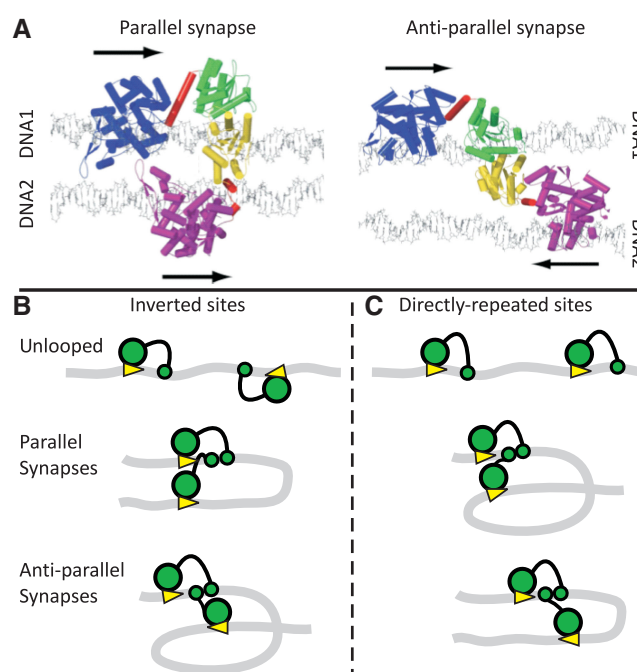 A
Parallel synapse
Anti-parallel synapse
DNA1
DNA2
B
Inverted sites
C
Directly-repeated sites
Unlooped
Parallel
Synapses
Anti-parallel
Synapses